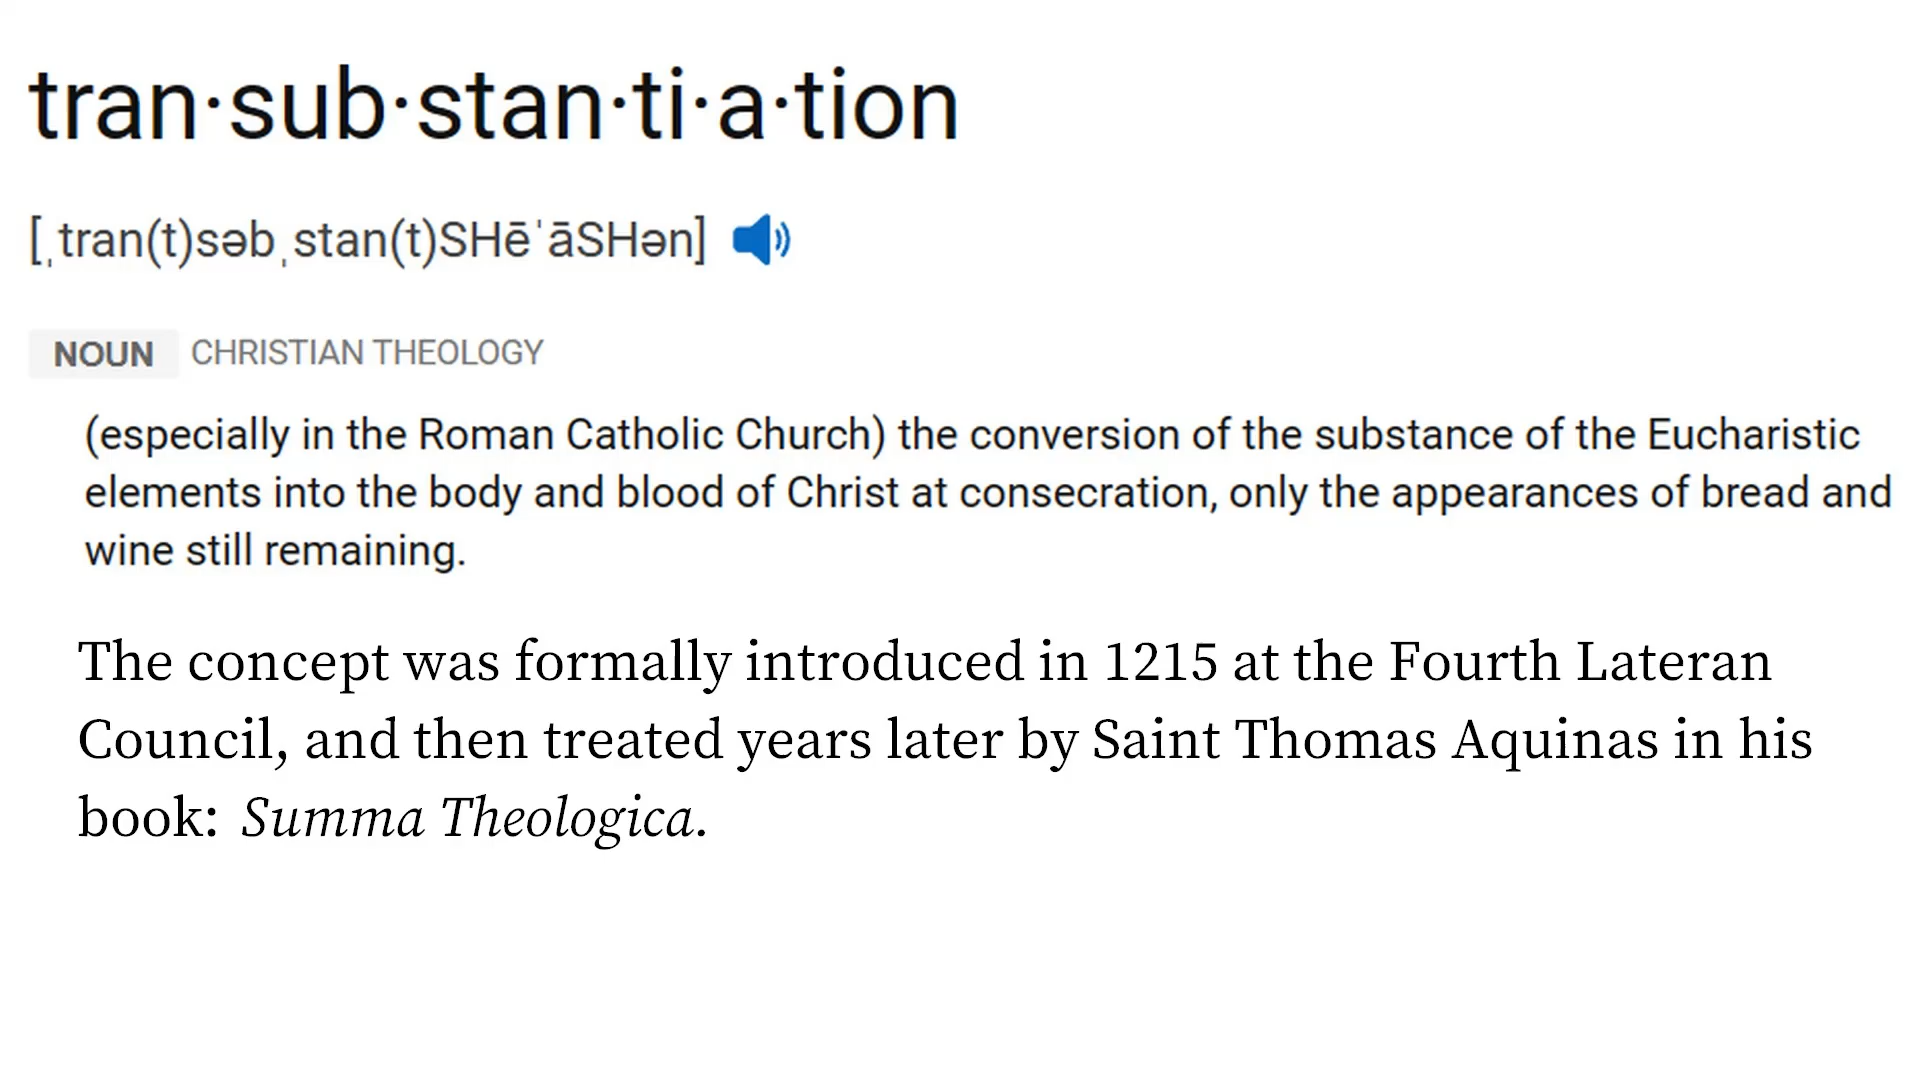 tran·sub·stan·ti·a·tion
[ˌtran(t)səbˌstan(t)SHēˈāSHən]
NOUN CHRISTIAN THEOLOGY
(especially in the Roman Catholic Church) the conversion of the substance of the Eucharistic
elements into the body and blood of Christ at consecration, only the appearances of bread and
wine still remaining.
The concept was formally introduced in 1215 at the Fourth Lateran
Council, and then treated years later by Saint Thomas Aquinas in his
book: Summa Theologica.